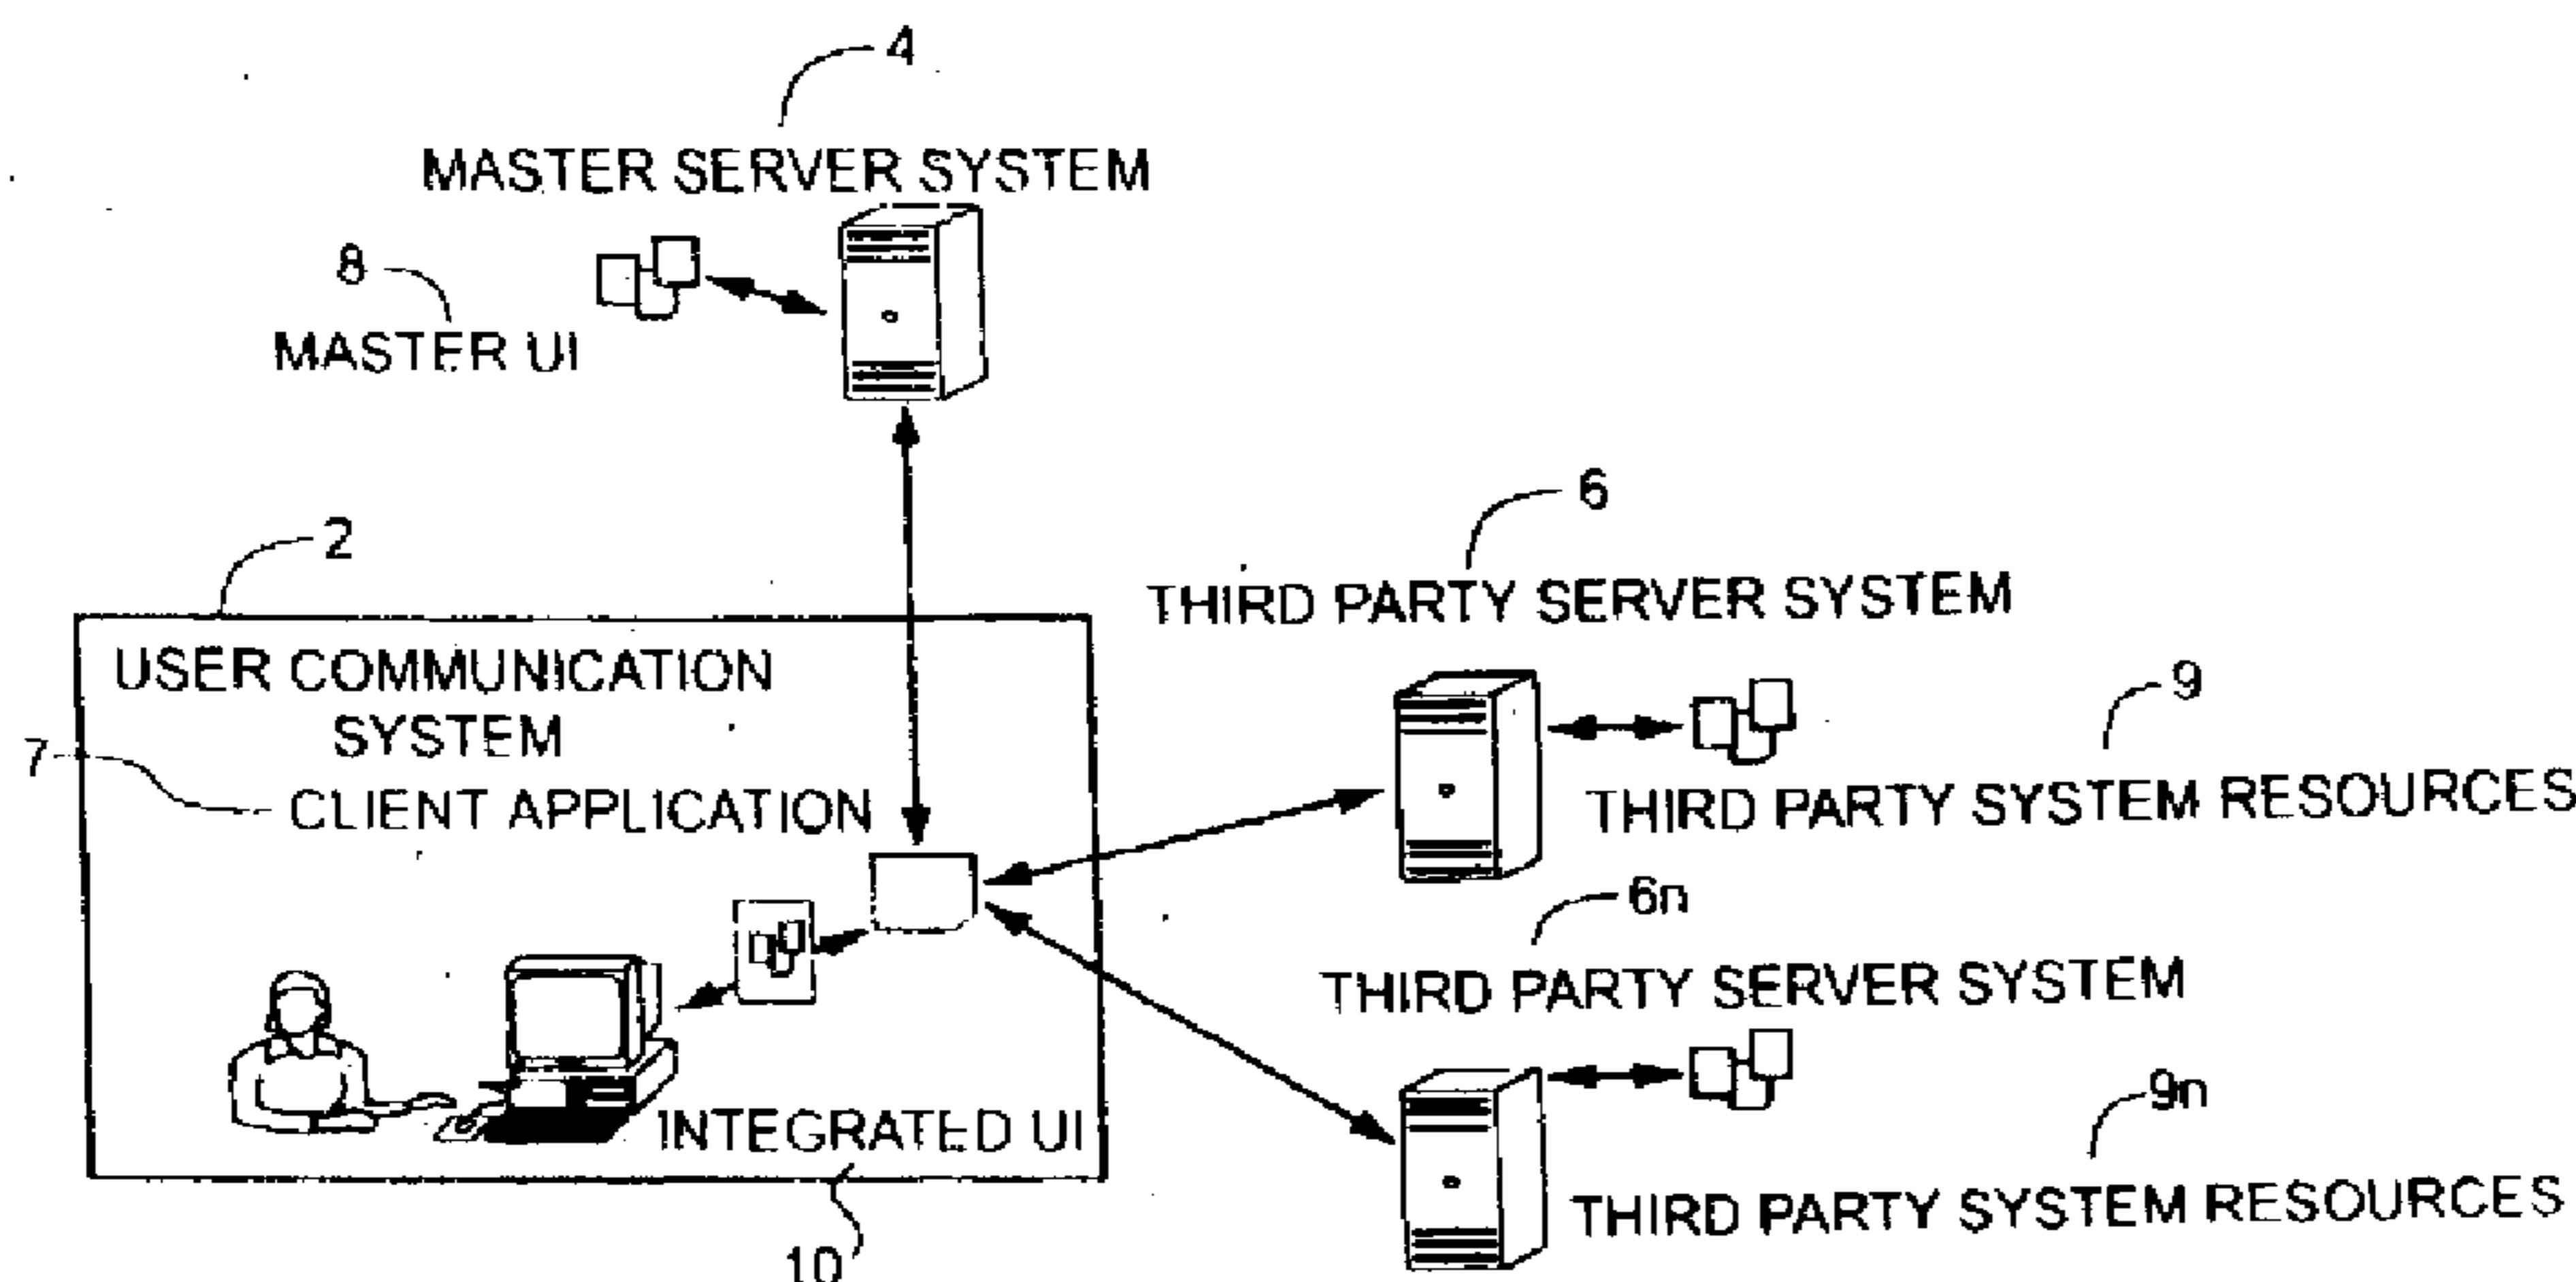 4
MASTER SERVER SYSTEM
8
MASTER UI
6
2
THIRD PARTY SERVER SYSTEM
USER COMMUNICATION
SYSTEM
9
7
CLIENT APPLICATION
THIRD PARTY SYSTEM RESOURCES
6n
THIRD PARTY SERVER SYSTEM
9n
INTEGRATED UI
THIRD PARTY SYSTEM RESOURCES
10